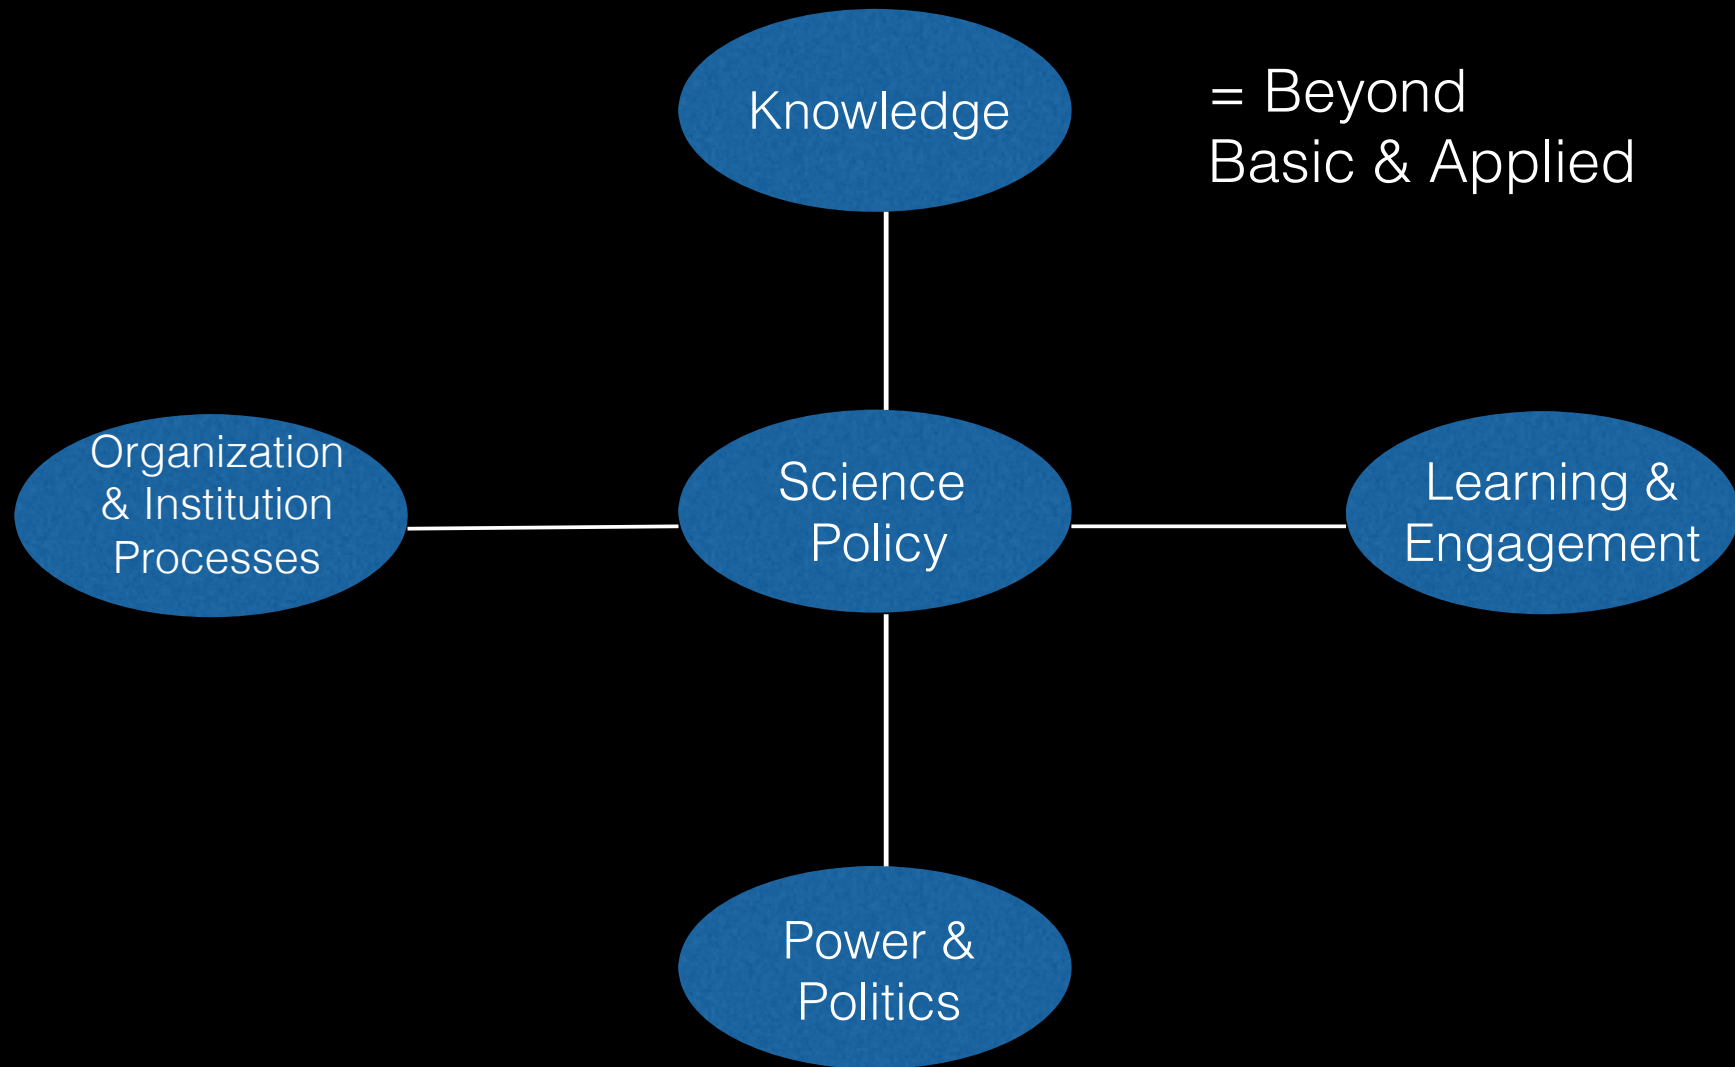 Knowledge
= Beyond
Basic & Applied
Organization
& Institution
Processes
Science
Policy
Learning &
Engagement
Power &
Politics